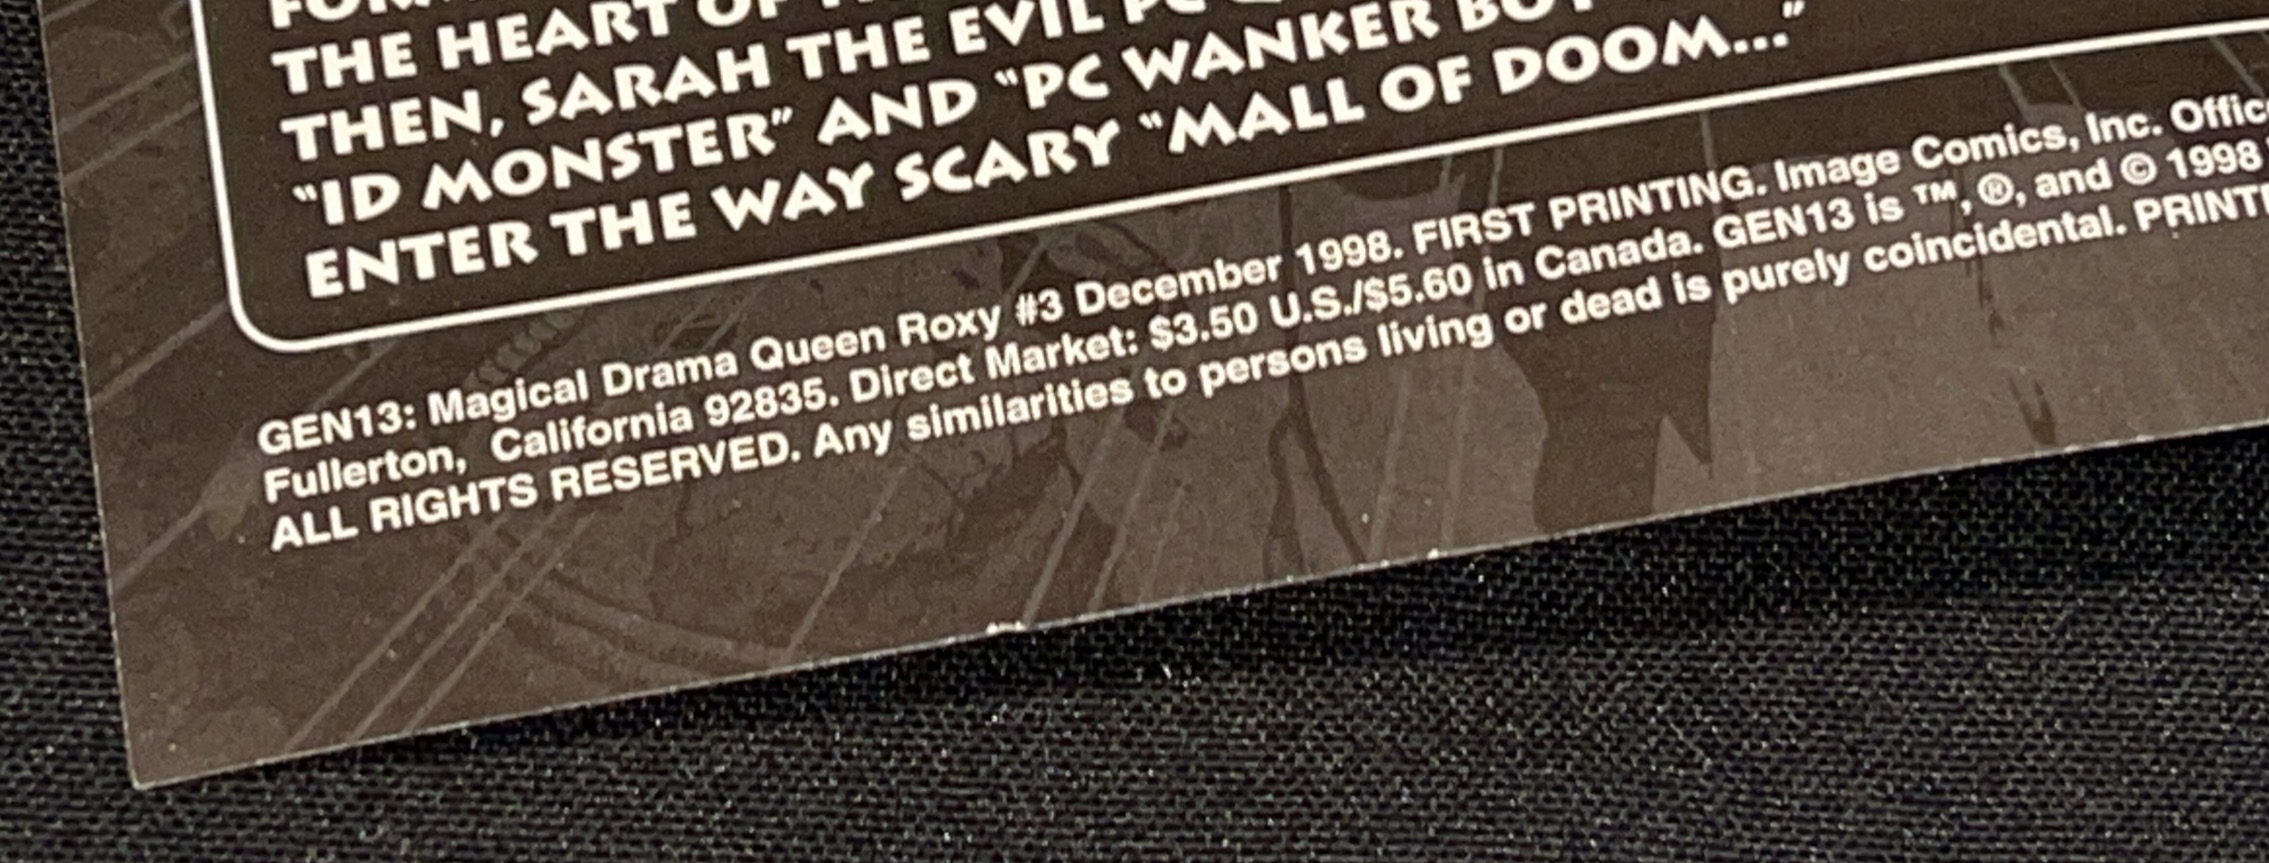 THE HEART OF
THEN, SARAH THE EVIL PC
"ID MONSTER" AND "PC WANKER BOY
ENTER THE WAY SCARY "MALL OF DOOM..."
GEN13: Magical Drama Queen Roxy #3 December 1998. FIRST PRINTING. Image Comics, Inc. Offic
Fullerton, California 92835. Direct Market: $3.50 U.S./$5.60 in Canada. GEN13 is ™, ®, and © 1998
ALL RIGHTS RESERVED. Any similarities to persons living or dead is purely coincidental. PRINT